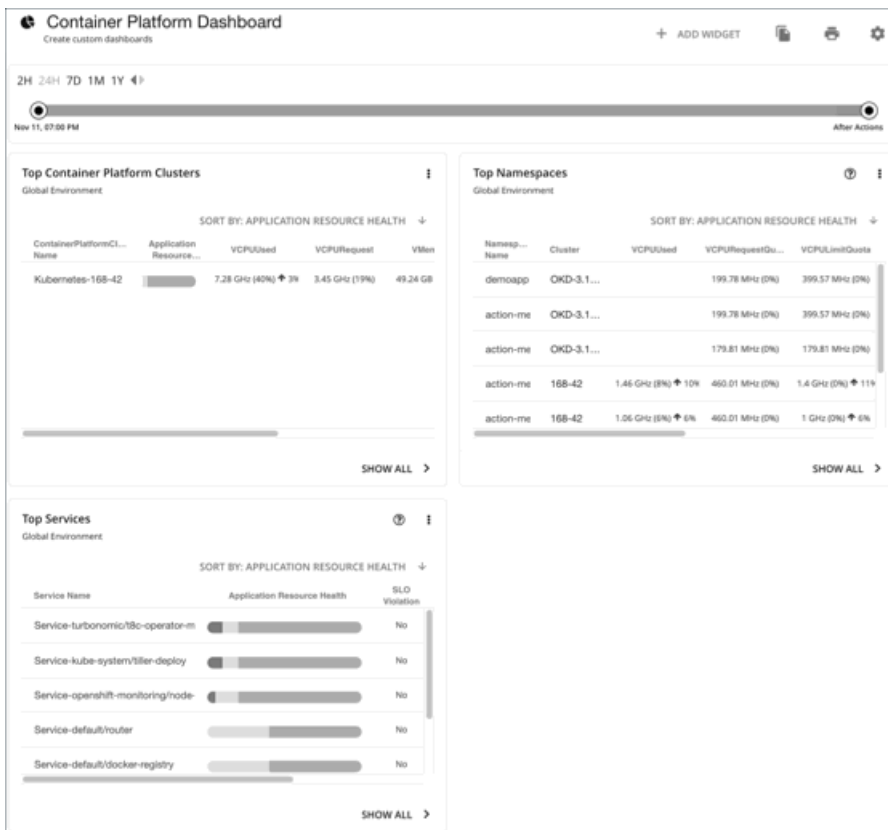 Container Platform Dashboard
Create custom dashboards
+ ADD WIDGET
2H 24H 7D 1M 1Y
Nov 11, 07:00 PM
After Actions
Top Container Platform Clusters
Global Environment
SORT BY: APPLICATION RESOURCE HEALTH
ContainerPlatformCl... Name
Application Resource...
VCPUUsed
VCPURequest
VMem
Kubernetes-168-42 7.28 GHz (40%) 3% 3.45 GHz (19%) 49.24 GB
SHOW ALL >
Top Namespaces
Global Environment
SORT BY: APPLICATION RESOURCE HEALTH
Namesp... Name
Cluster
VCPUUsed
VCPURequestQu...
VCPULimitQuota
demoapp OKD-3.1... 199.78 MHz (0%) 399.57 MHz (0%)
action-me OKD-3.1... 199.78 MHz (0%) 399.57 MHz (0%)
action-me OKD-3.1... 179.81 MHz (0%) 179.81 MHz (0%)
action-me 168-42 1.46 GHz (8%) 10% 460.01 MHz (0%) 1.4 GHz (0%) 11%
action-me 168-42 1.06 GHz (6%) 6% 460.01 MHz (0%) 1 GHz (0%) 6%
SHOW ALL >
Top Services
Global Environment
SORT BY: APPLICATION RESOURCE HEALTH
Service Name
Application Resource Health
SLO Violation
Service-turbonomic/t8c-operator-m No
Service-kube-system/tiller-deploy No
Service-openshift-monitoring/node- No
Service-default/router No
Service-default/docker-registry No
SHOW ALL >